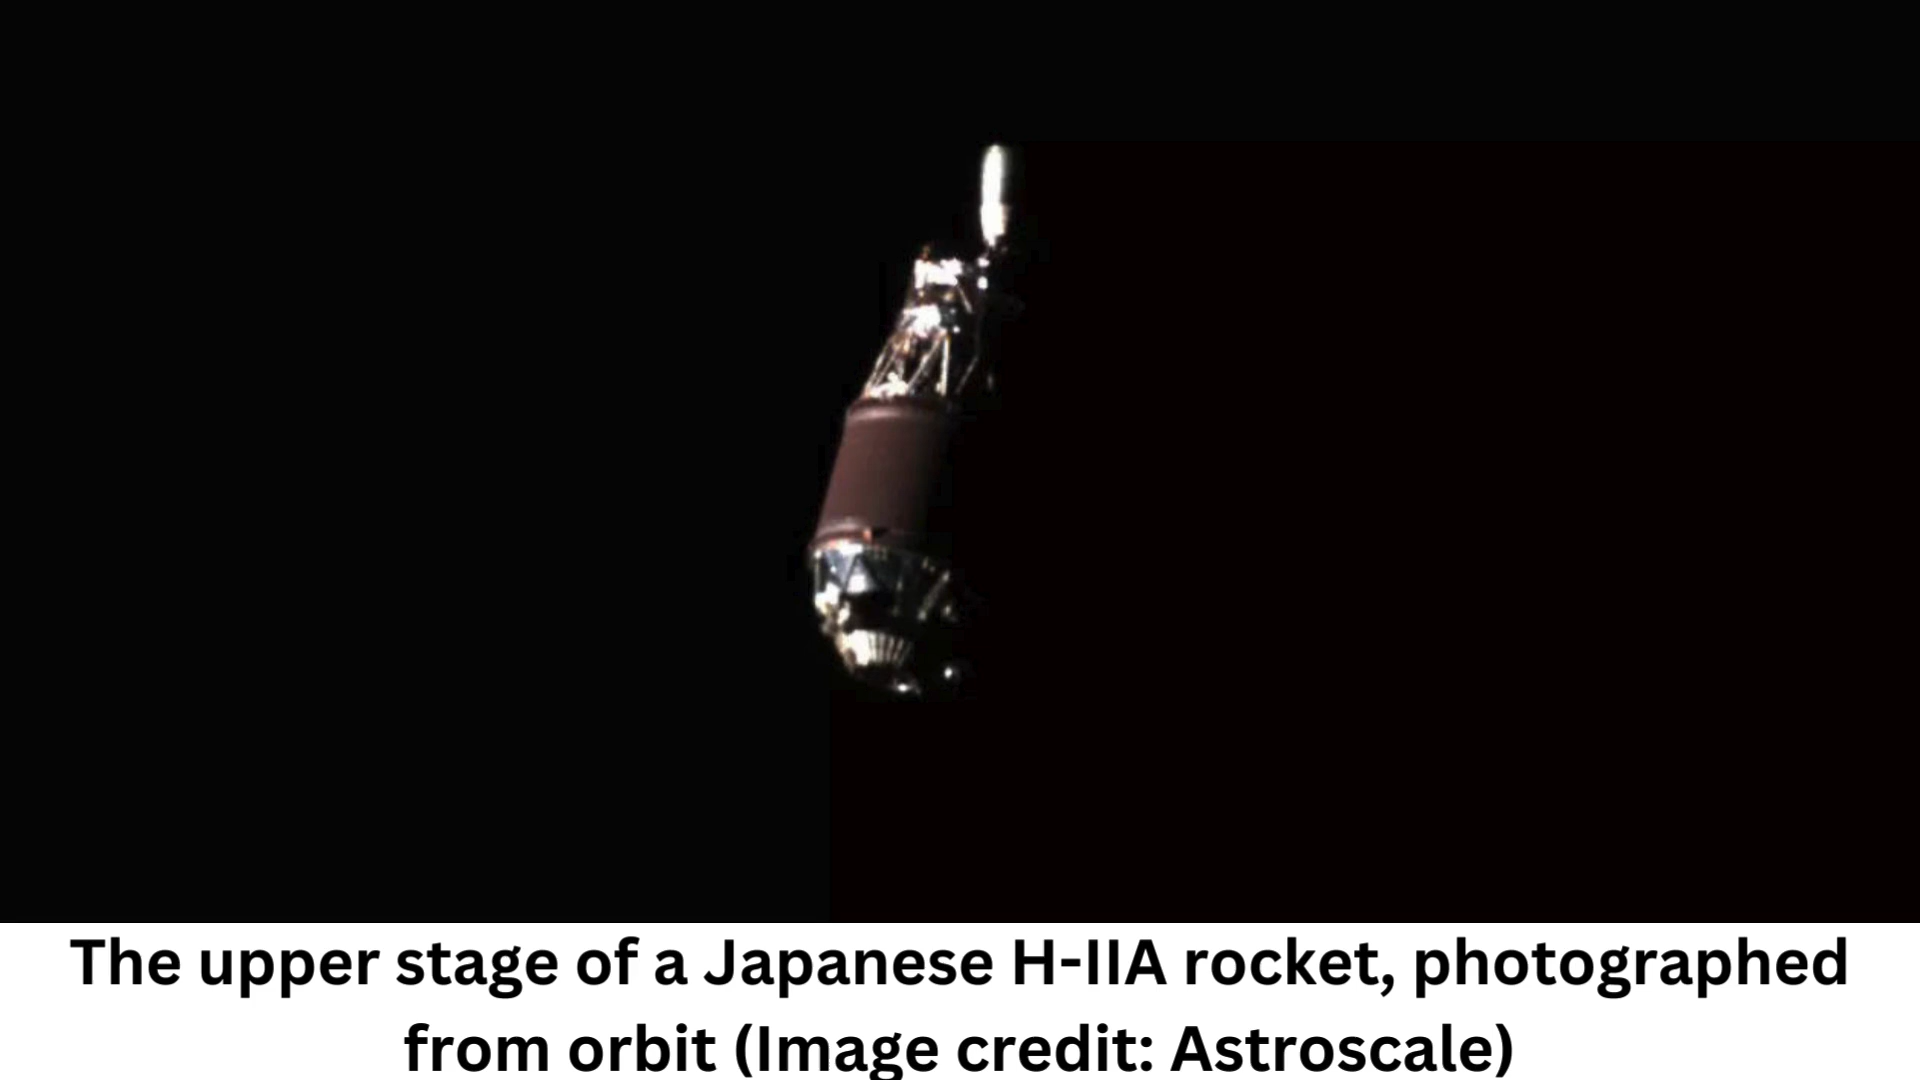 The upper stage of a Japanese H-IIA rocket, photographed
from orbit (Image credit: Astroscale)